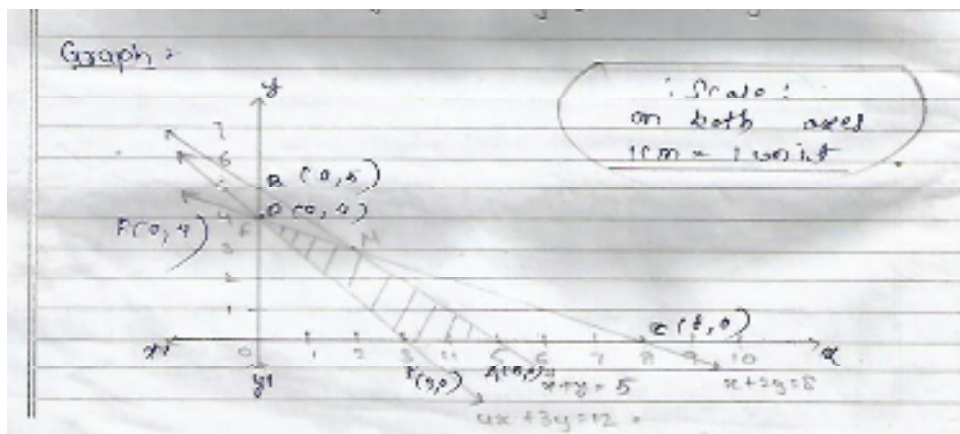 Graph :
: Scale :
on both axes
1cm = 1 unit
y
7
6
5
B (0,5)
4
D (0,4)
F(0,4)
E
M
3
2
1
C (8,0)
x1
0 1 2 3 4 5 6 7 8 9 10
x
y1
x+y = 5
x+2y=8
4x +3y=12